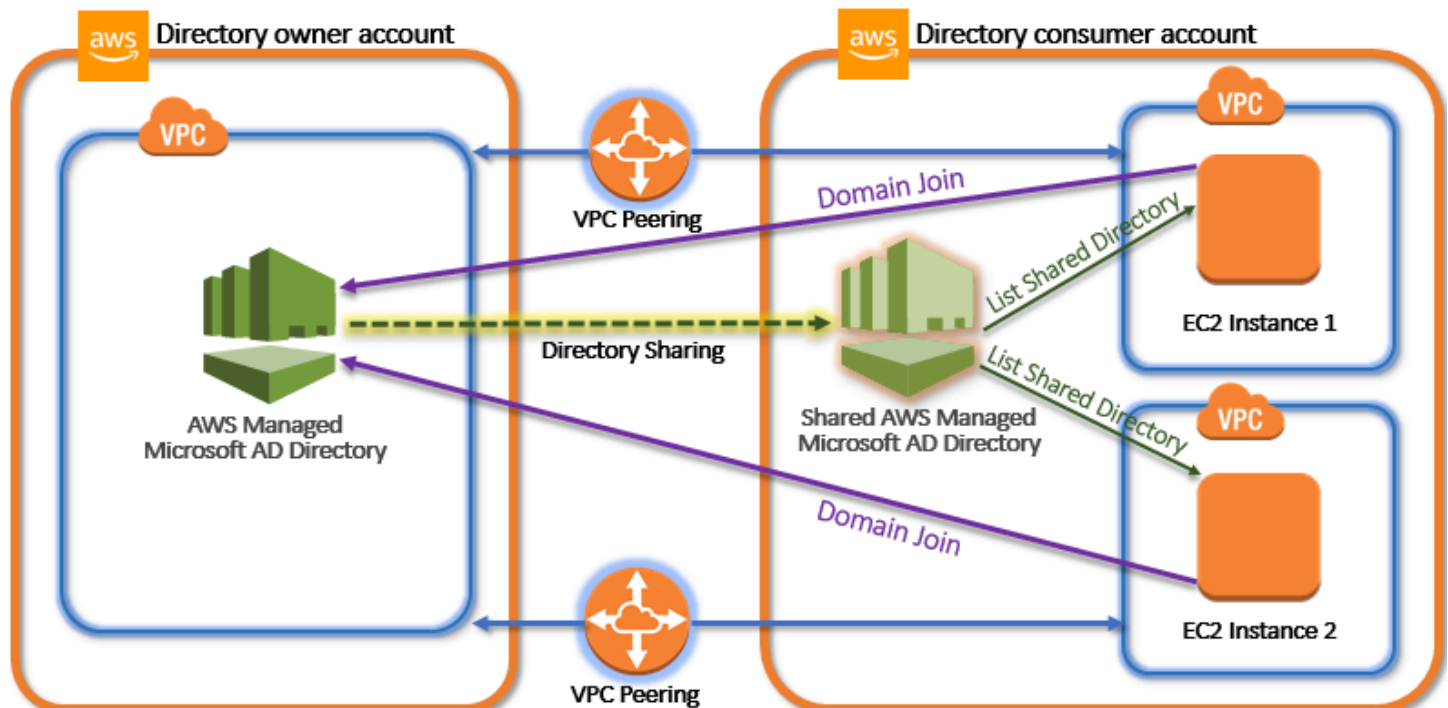 aws
Directory owner account
aws
Directory consumer account
VPC
VPC
VPC Peering
Domain Join
List Shared Directory
EC2 Instance 1
Directory Sharing
AWS Managed
Microsoft AD Directory
Shared AWS Managed
Microsoft AD Directory
List Shared Directory
VPC
Domain Join
EC2 Instance 2
VPC Peering